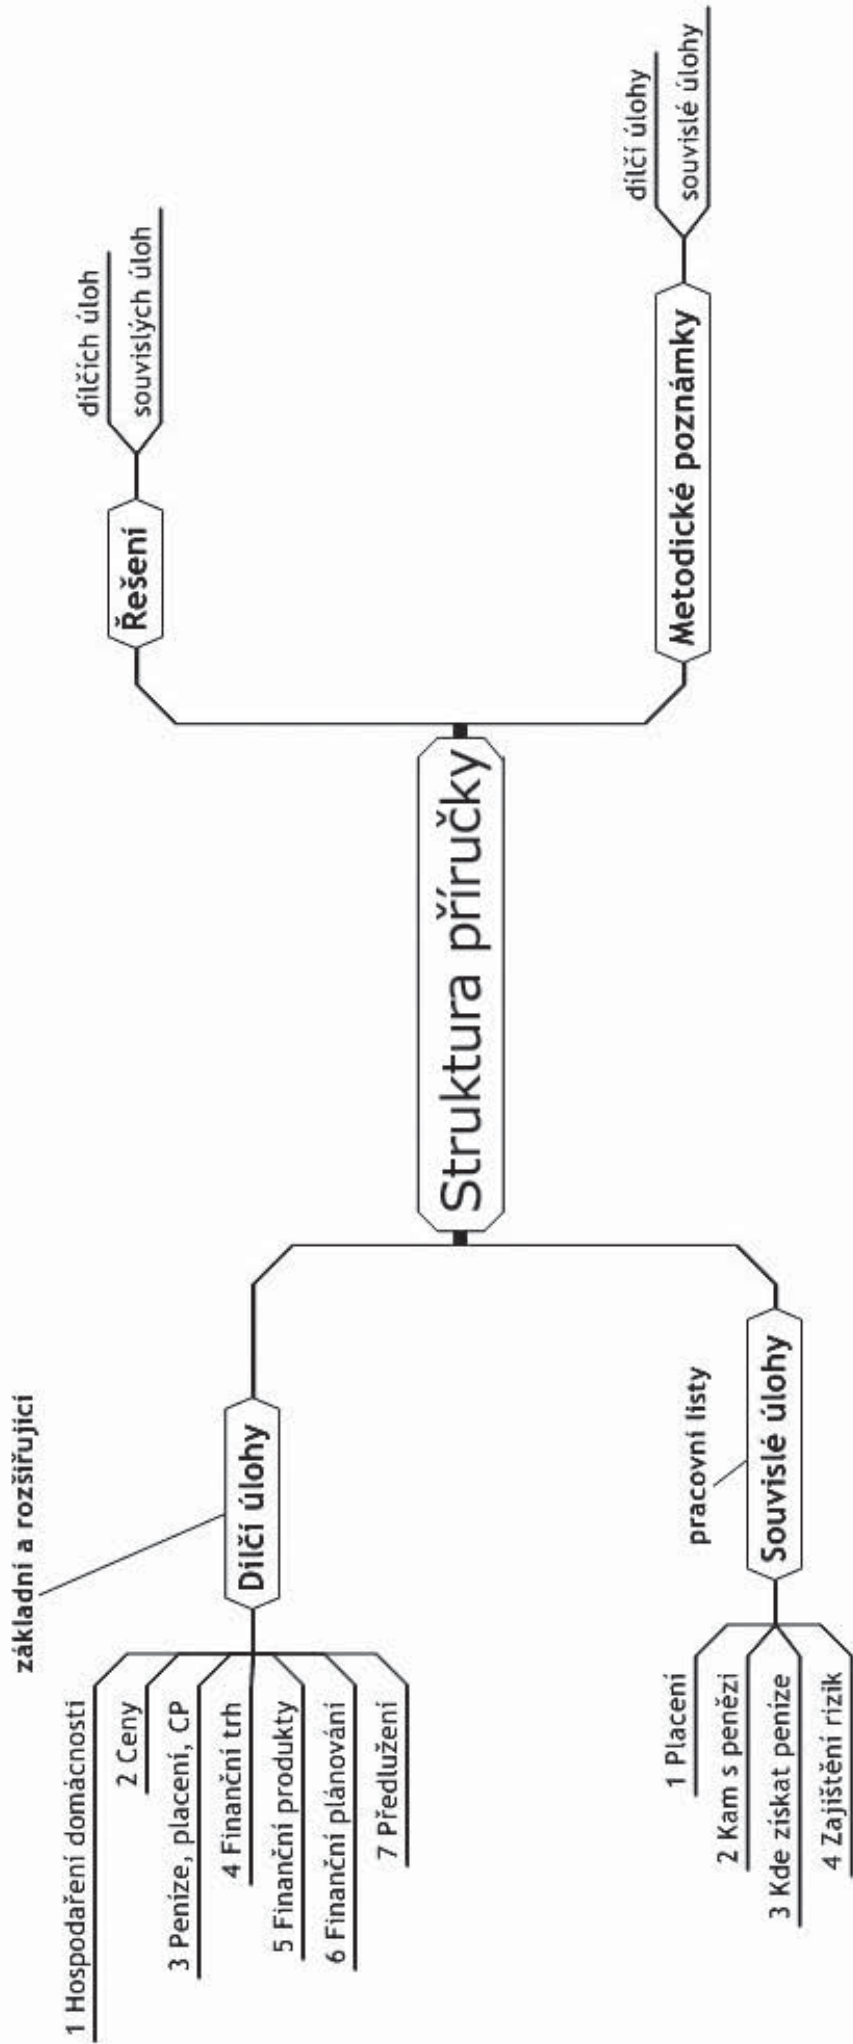 Struktura příručky
základní a rozšiřující
Dílčí úlohy
1 Hospodaření domácnosti
2 Ceny
3 Peníze, placení, CP
4 Finanční trh
5 Finanční produkty
6 Finanční plánování
7 Předlužení
pracovní listy
Souvislé úlohy
1 Placení
2 Kam s penězi
3 Kde získat peníze
4 Zajištění rizik
Řešení
dílčích úloh
souvislých úloh
Metodické poznámky
dílčí úlohy
souvislé úlohy